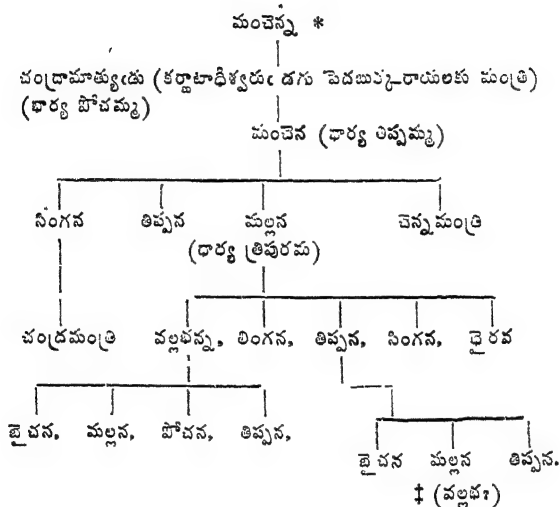 మంచెన్న *
చంద్రామాత్యుఁడు (కర్ణాటాధీశ్వరుఁ డగు పెదబుక్క-రాయలకు మంత్రి)
(భార్య పోచమ్మ)
మంచెన (భార్య తిప్పమ్మ)
సింగన తిప్పన మల్లన చెన్నమంత్రి
(భార్య త్రిపురమ)
చంద్రమంత్రి వల్లభన్న, లింగన, తిప్పన, సింగన, భైరవ
బైచన, మల్లన, పోచన, తిప్పన,
బైచన మల్లన తిప్పన.
‡ (వల్లభ?)